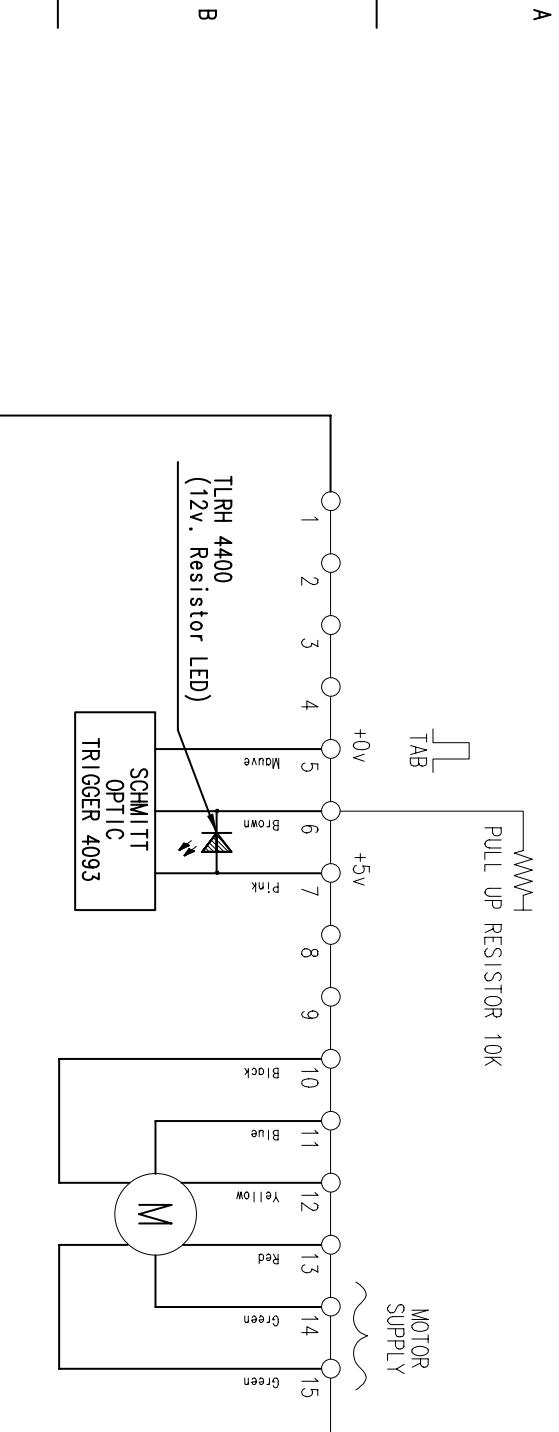 A
B
TAB
PULL UP RESISTOR 10K
+0v
+5v
MOTOR
SUPPLY
1
2
3
4
5
6
7
8
9
10
11
12
13
14
15
Mauve
Brown
Pink
Black
Blue
Yellow
Red
Green
Green
TLRH 4400
(12v. Resistor LED)
SCHMITT
OPTIC
TRIGGER 4093
M